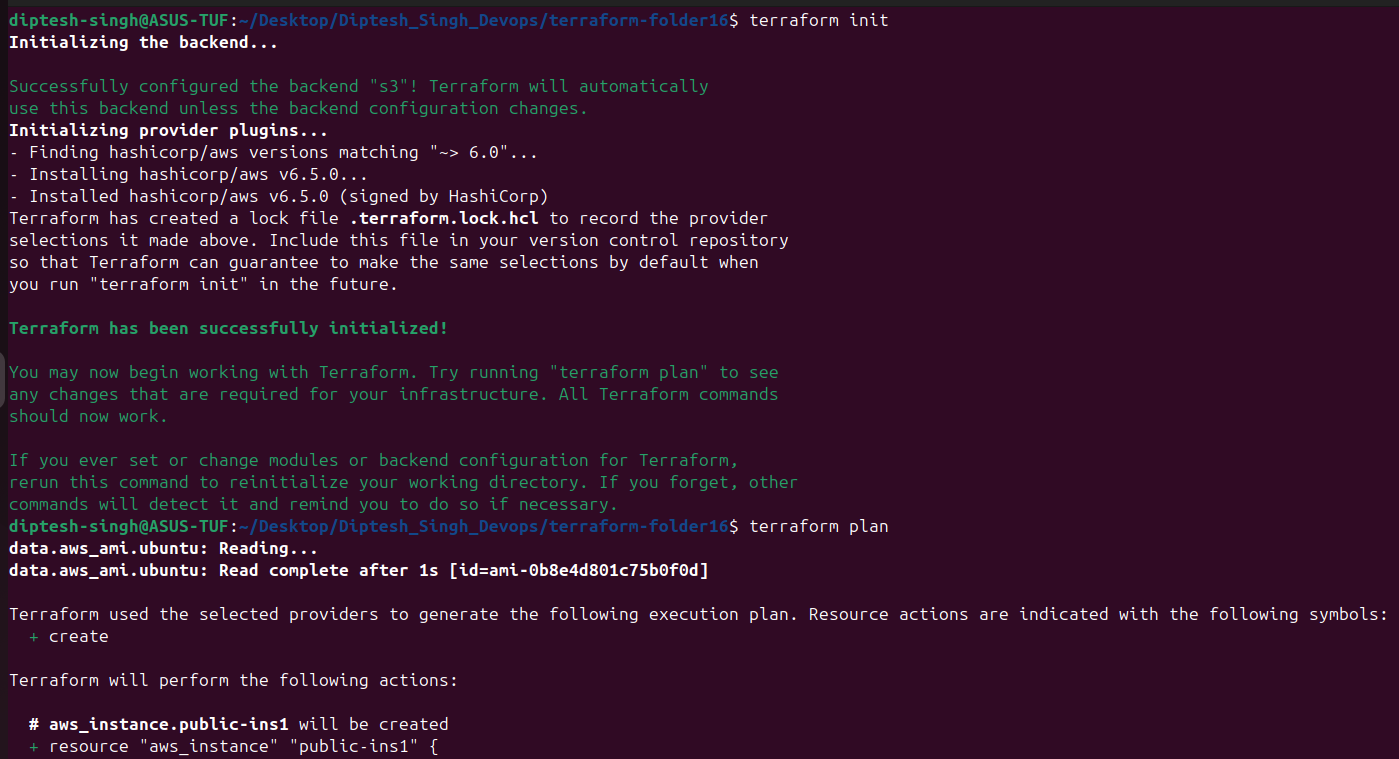 diptesh-singh@ASUS-TUF:~/Desktop/Diptesh_Singh_Devops/terraform-folder16$ terraform init
Initializing the backend...
Successfully configured the backend "s3"! Terraform will automatically
use this backend unless the backend configuration changes.
Initializing provider plugins...
- Finding hashicorp/aws versions matching "~> 6.0"...
- Installing hashicorp/aws v6.5.0...
- Installed hashicorp/aws v6.5.0 (signed by HashiCorp)
Terraform has created a lock file .terraform.lock.hcl to record the provider
selections it made above. Include this file in your version control repository
so that Terraform can guarantee to make the same selections by default when
you run "terraform init" in the future.
Terraform has been successfully initialized!
You may now begin working with Terraform. Try running "terraform plan" to see
any changes that are required for your infrastructure. All Terraform commands
should now work.
If you ever set or change modules or backend configuration for Terraform,
rerun this command to reinitialize your working directory. If you forget, other
commands will detect it and remind you to do so if necessary.
diptesh-singh@ASUS-TUF:~/Desktop/Diptesh_Singh_Devops/terraform-folder16$ terraform plan
data.aws_ami.ubuntu: Reading...
data.aws_ami.ubuntu: Read complete after 1s [id=ami-0b8e4d801c75b0f0d]
Terraform used the selected providers to generate the following execution plan. Resource actions are indicated with the following symbols:
+ create
Terraform will perform the following actions:
# aws_instance.public-ins1 will be created
+ resource "aws_instance" "public-ins1" {